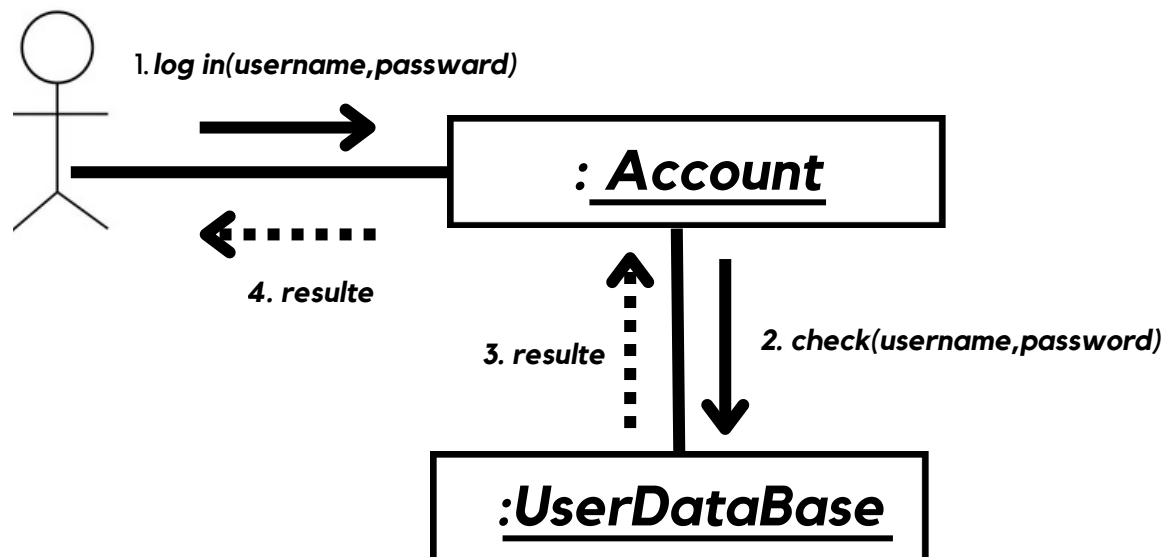 1. log in(username,passward)
: Account
4. resulte
3. resulte
2. check(username,password)
:UserDataBase